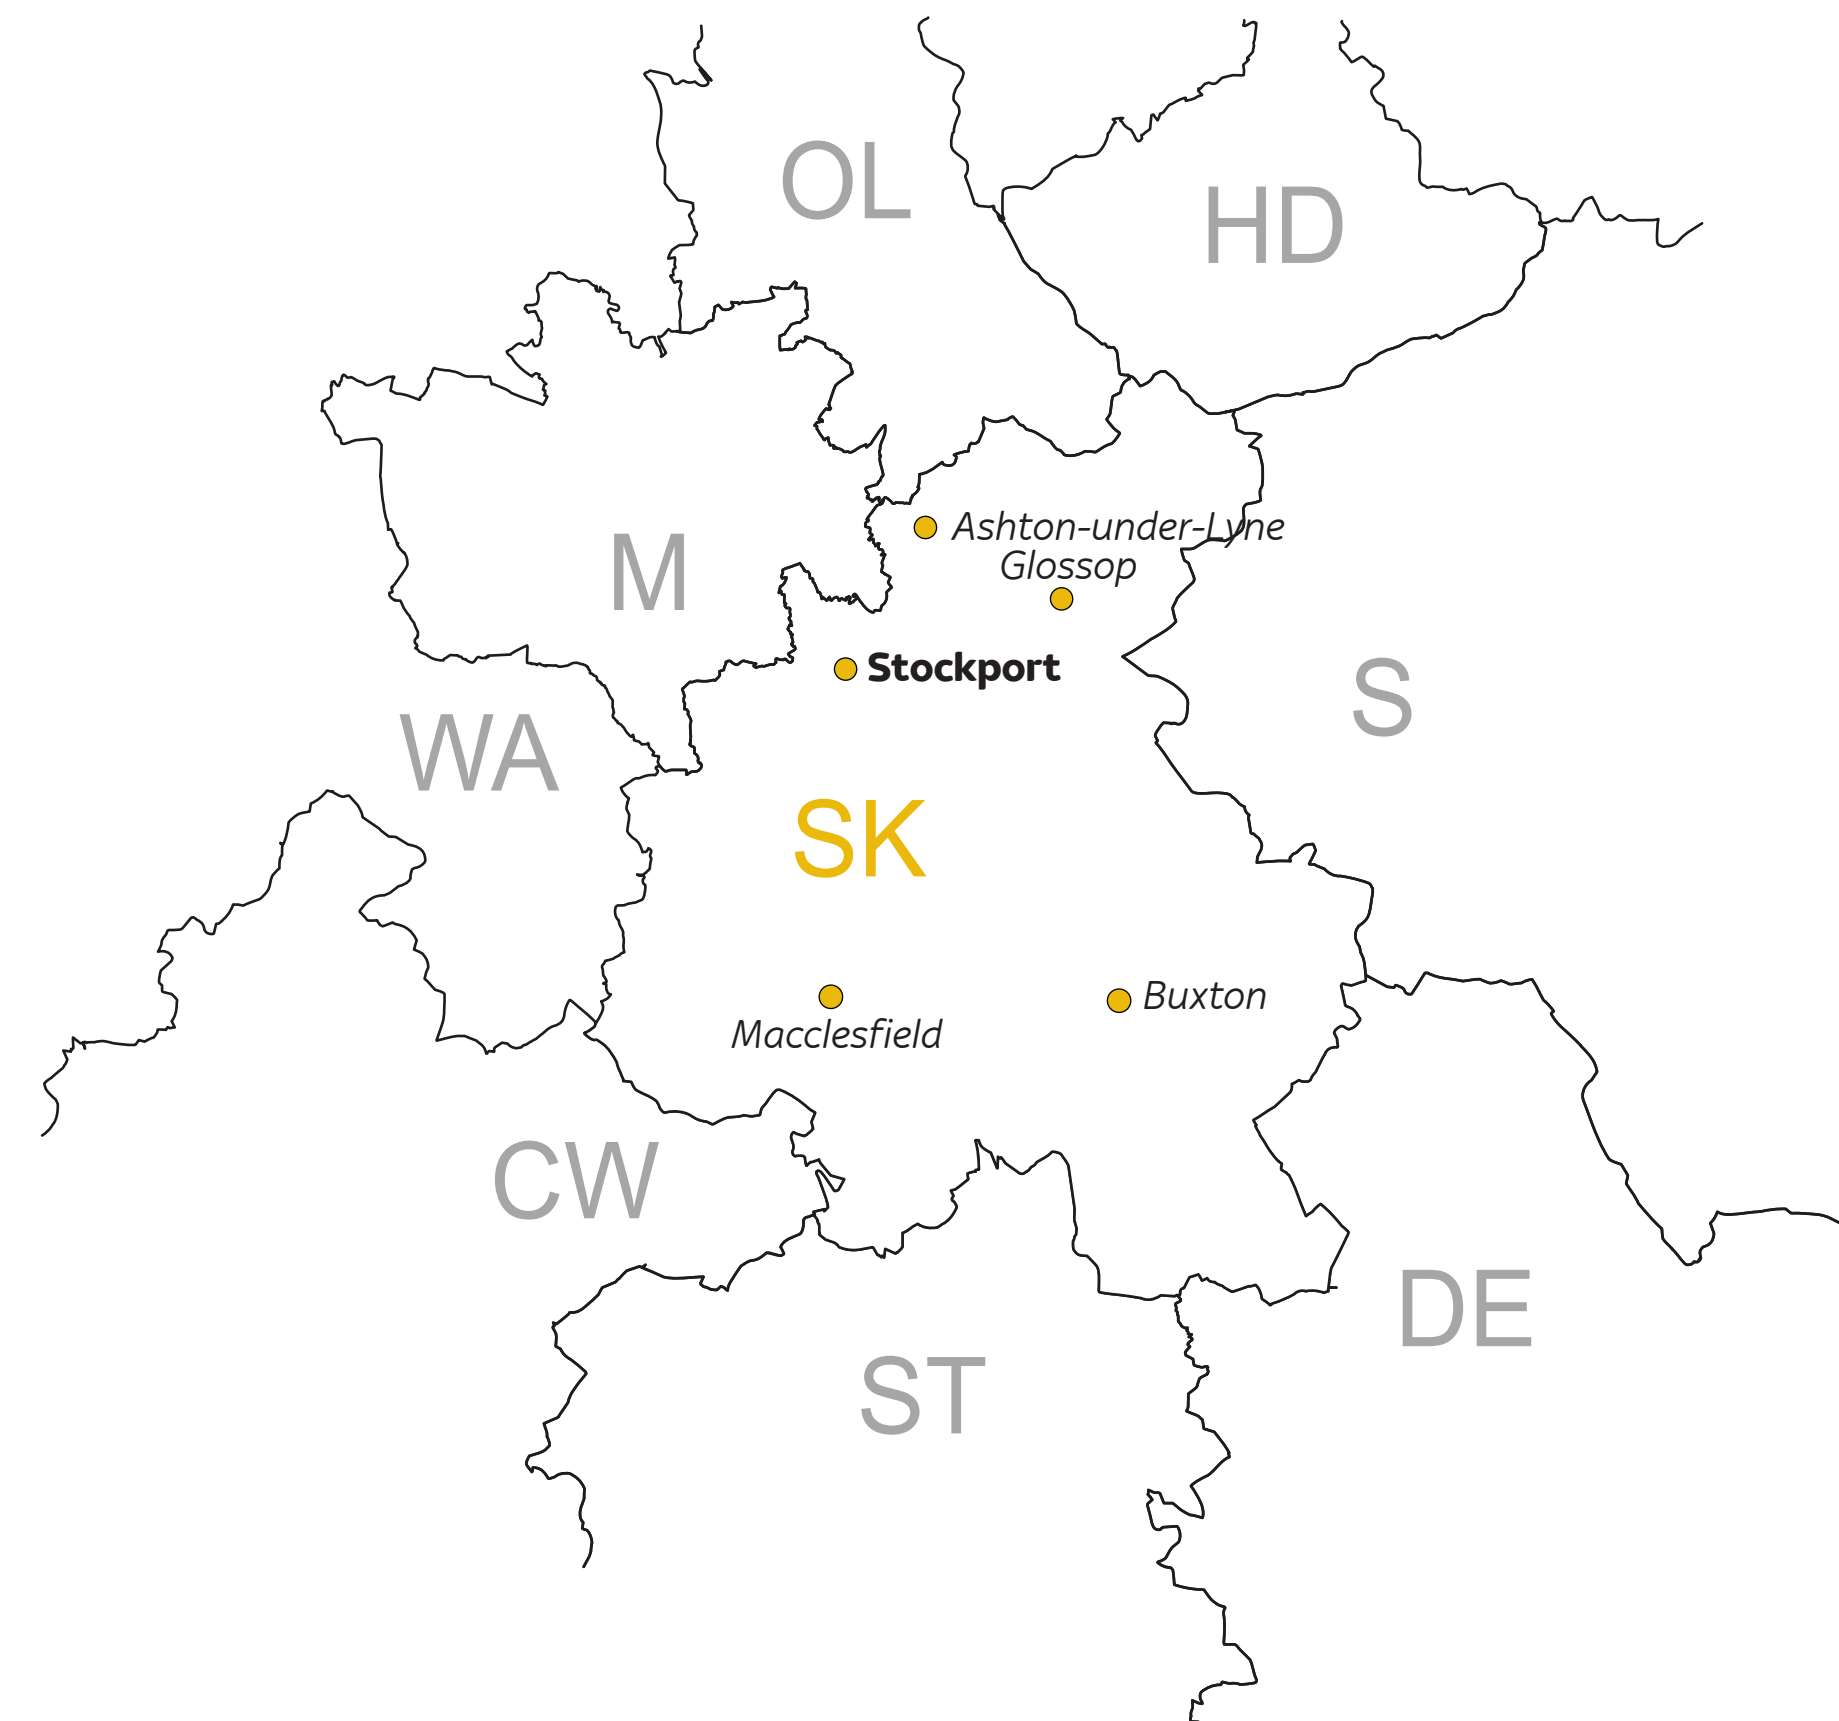 OL
HD
Ashton-under-Lyne
Glossop
M
Stockport
S
WA
SK
Macclesfield
Buxton
CW
DE
ST